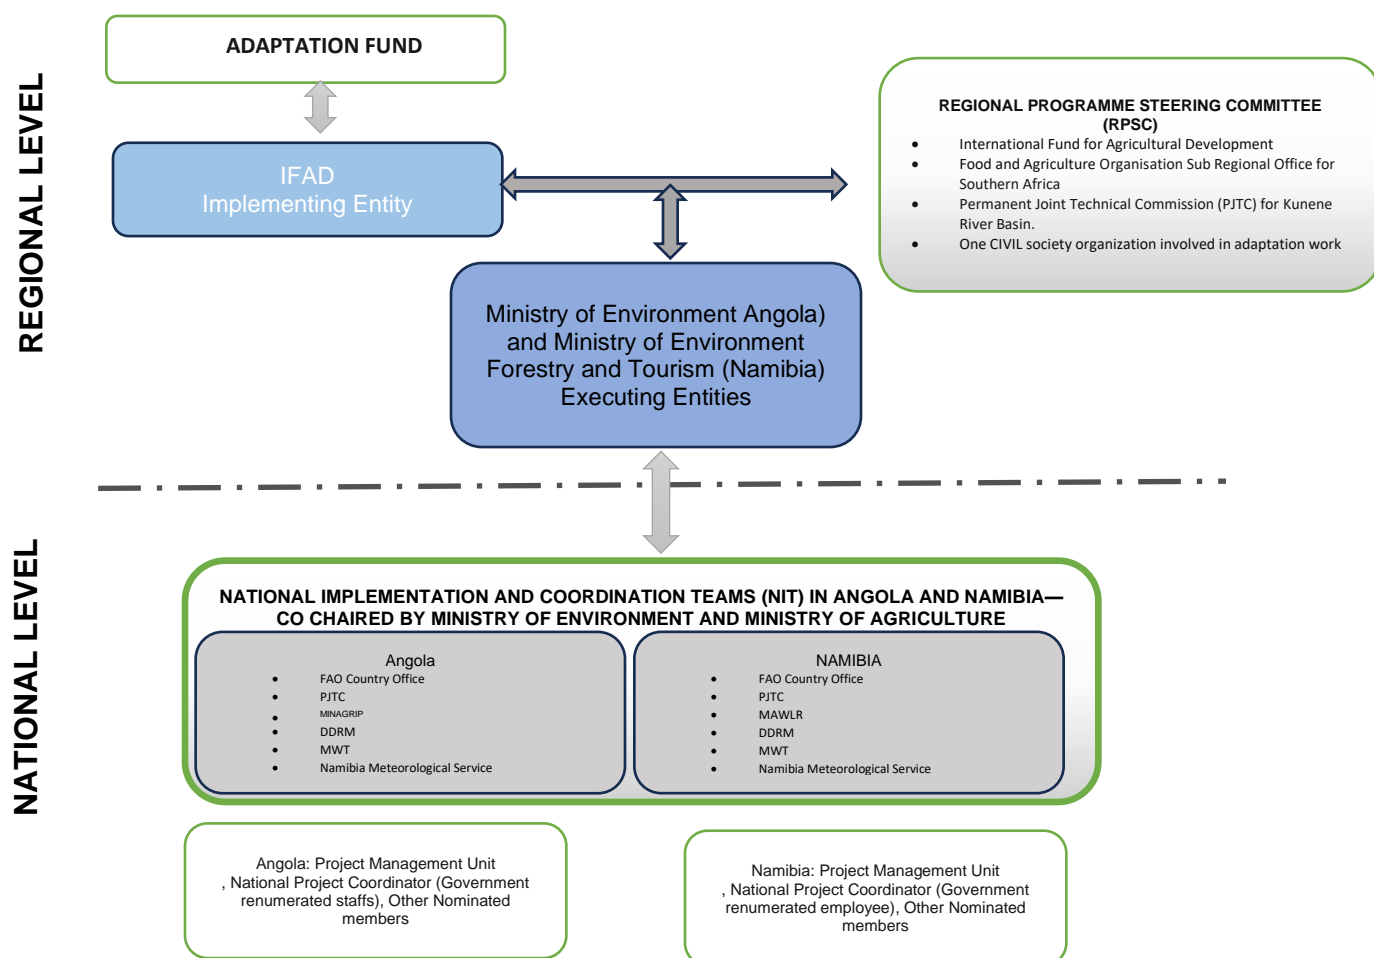 REGIONAL LEVEL
ADAPTATION FUND
IFAD
Implementing Entity
REGIONAL PROGRAMME STEERING COMMITTEE
(RPSC)
• International Fund for Agricultural Development
• Food and Agriculture Organisation Sub Regional Office for
Southern Africa
• Permanent Joint Technical Commission (PJTC) for Kunene
River Basin.
• One CIVIL society organization involved in adaptation work
Ministry of Environment Angola)
and Ministry of Environment
Forestry and Tourism (Namibia)
Executing Entities
NATIONAL LEVEL
NATIONAL IMPLEMENTATION AND COORDINATION TEAMS (NIT) IN ANGOLA AND NAMIBIA—
CO CHAIRED BY MINISTRY OF ENVIRONMENT AND MINISTRY OF AGRICULTURE
Angola
• FAO Country Office
• PJTC
• MINAGRIP
• DDRM
• MWT
• Namibia Meteorological Service
NAMIBIA
• FAO Country Office
• PJTC
• MAWLR
• DDRM
• MWT
• Namibia Meteorological Service
Angola: Project Management Unit
, National Project Coordinator (Government
renumerated staffs), Other Nominated
members
Namibia: Project Management Unit
, National Project Coordinator (Government
renumerated employee), Other Nominated
members